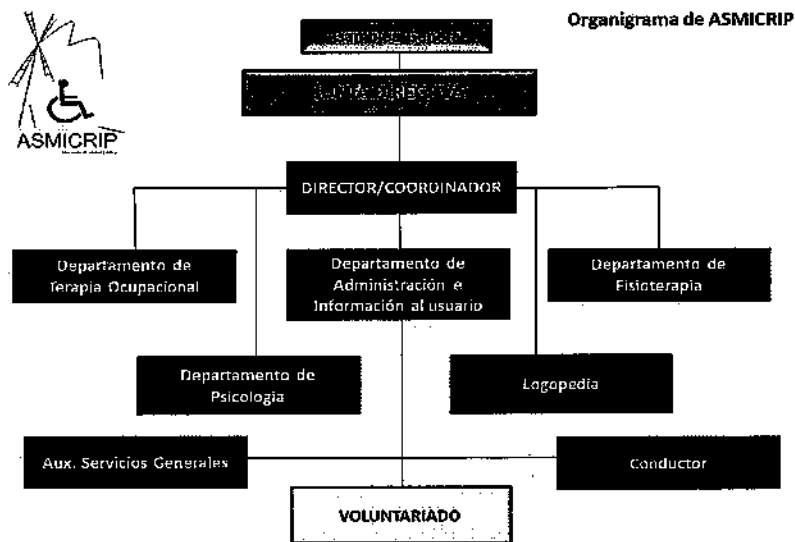 Organigrama de ASMICRIP
ASMICRIP
DIRECTOR/COORDINADOR
Departamento de
Terapia Ocupacional
Departamento de
Administración e
Información al usuario
Departamento de
Fisioterapia
Departamento de
Psicología
Logopedia
Aux. Servicios Generales
Conductor
VOLUNTARIADO